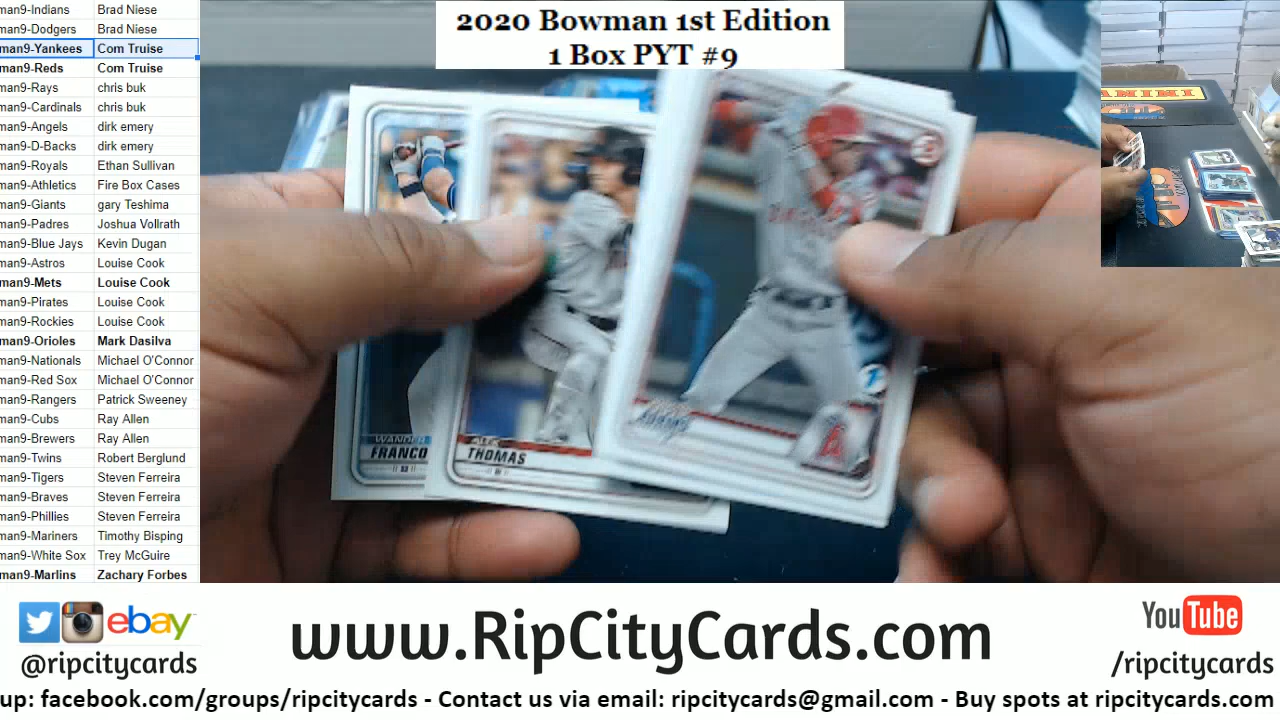 man9-Indians Brad Niese
man9-Dodgers Brad Niese
man9-Yankees Com Truise
man9-Reds Com Truise
man9-Rays chris buk
man9-Cardinals chris buk
man9-Angels dirk emery
man9-D-Backs dirk emery
man9-Royals Ethan Sullivan
man9-Athletics Fire Box Cases
man9-Giants gary Teshima
man9-Padres Joshua Vollrath
man9-Blue Jays Kevin Dugan
man9-Astros Louise Cook
man9-Mets Louise Cook
man9-Pirates Louise Cook
man9-Rockies Louise Cook
man9-Orioles Mark Dasilva
man9-Nationals Michael O'Connor
man9-Red Sox Michael O'Connor
man9-Rangers Patrick Sweeney
man9-Cubs Ray Allen
man9-Brewers Ray Allen
man9-Twins Robert Berglund
man9-Tigers Steven Ferreira
man9-Braves Steven Ferreira
man9-Phillies Steven Ferreira
man9-Mariners Timothy Bisping
man9-White Sox Trey McGuire
man9-Marlins Zachary Forbes
2020 Bowman 1st Edition
1 Box PYT #9
WANDER
FRANCO
ALEK
THOMAS
ADAMS
PANINI
ebay
@ripcitycards
www.RipCityCards.com
YouTube
/ripcitycards
up: facebook.com/groups/ripcitycards - Contact us via email: ripcitycards@gmail.com - Buy spots at ripcitycards.com